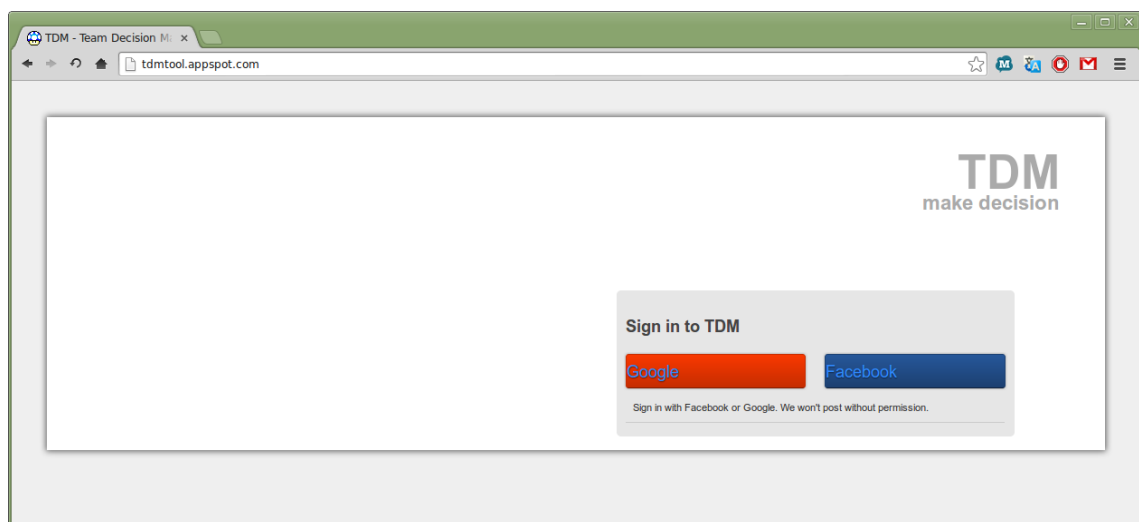 TDM - Team Decision Ma
tdmtool.appspot.com
TDM
make decision
Sign in to TDM
Google
Facebook
Sign in with Facebook or Google. We won't post without permission.